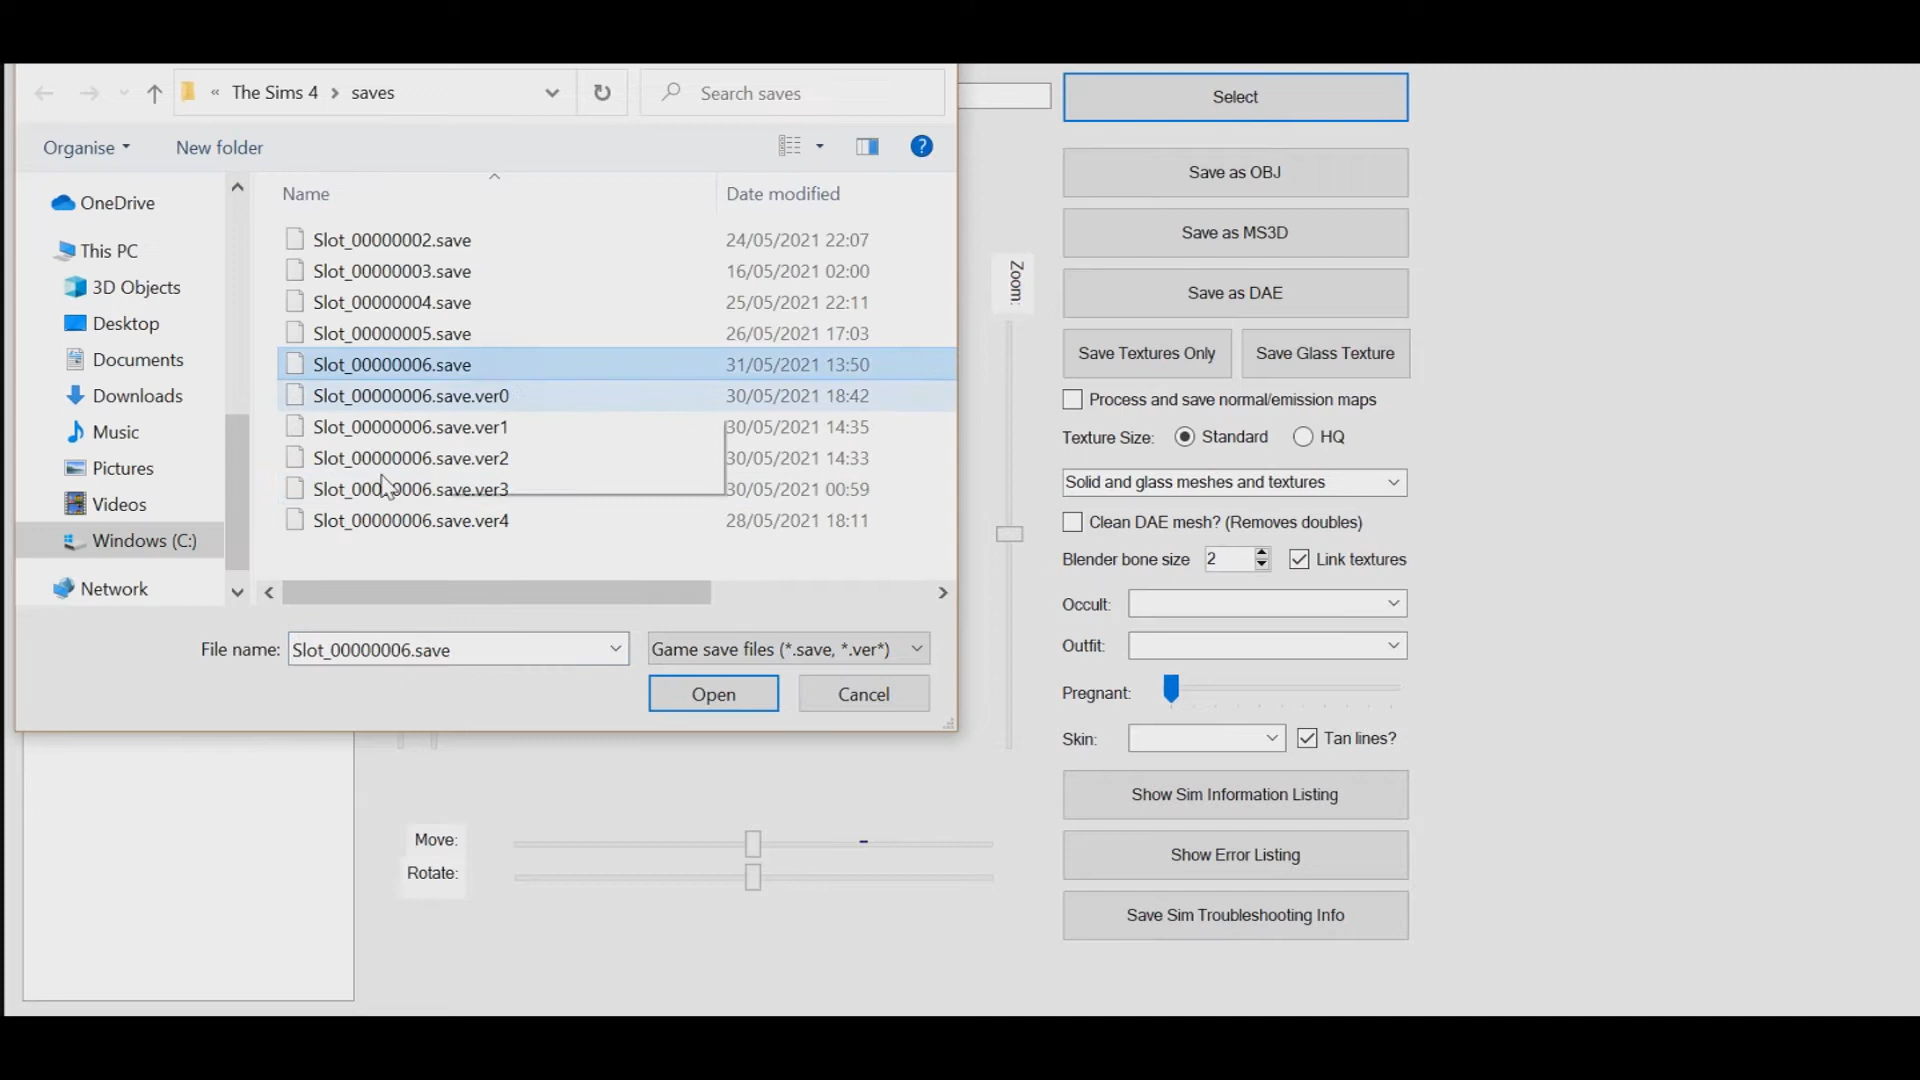 « The Sims 4 › saves
Search saves
Organise
New folder
?
OneDrive
This PC
3D Objects
Desktop
Documents
Downloads
Music
Pictures
Videos
Windows (C:)
Network
Name Date modified
Slot_00000002.save 24/05/2021 22:07
Slot_00000003.save 16/05/2021 02:00
Slot_00000004.save 25/05/2021 22:11
Slot_00000005.save 26/05/2021 17:03
Slot_00000006.save 31/05/2021 13:50
Slot_00000006.save.ver0 30/05/2021 18:42
Slot_00000006.save.ver1 30/05/2021 14:35
Slot_00000006.save.ver2 30/05/2021 14:33
Slot_00000006.save.ver3 30/05/2021 00:59
Slot_00000006.save.ver4 28/05/2021 18:11
File name: Slot_00000006.save
Game save files (*.save, *.ver*)
Open
Cancel
Zoom:
Move:
Rotate:
Select
Save as OBJ
Save as MS3D
Save as DAE
Save Textures Only
Save Glass Texture
Process and save normal/emission maps
Texture Size: Standard HQ
Solid and glass meshes and textures
Clean DAE mesh? (Removes doubles)
Blender bone size 2 Link textures
Occult:
Outfit:
Pregnant:
Skin: Tan lines?
Show Sim Information Listing
Show Error Listing
Save Sim Troubleshooting Info